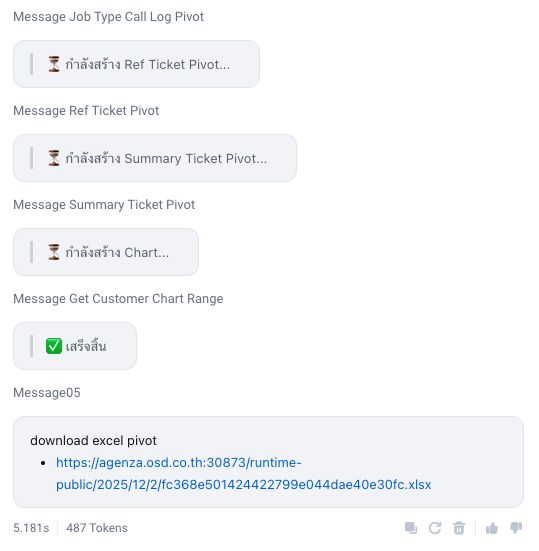 Message Job Type Call Log Pivot
⏳ กำลังสร้าง Ref Ticket Pivot...
Message Ref Ticket Pivot
⏳ กำลังสร้าง Summary Ticket Pivot...
Message Summary Ticket Pivot
⏳ กำลังสร้าง Chart...
Message Get Customer Chart Range
✅ เสร็จสิ้น
Message05
download excel pivot
• https://agenza.osd.co.th:30873/runtime-
public/2025/12/2/fc368e501424422799e044dae40e30fc.xlsx
5.181s | 487 Tokens